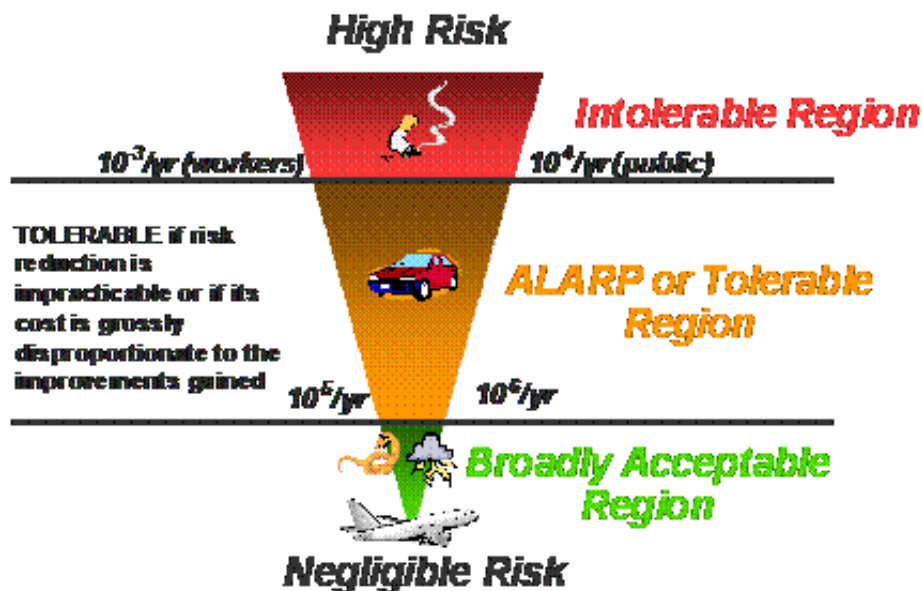 High Risk
Intolerable Region
10⁻³/yr (workers)
10⁻⁴/yr (public)
TOLERABLE if risk
reduction is
impracticable or if its
cost is grossly
disproportionate to the
improvements gained
ALARP or Tolerable
Region
10⁻⁵/yr
10⁻⁶/yr
Broadly Acceptable
Region
Negligible Risk